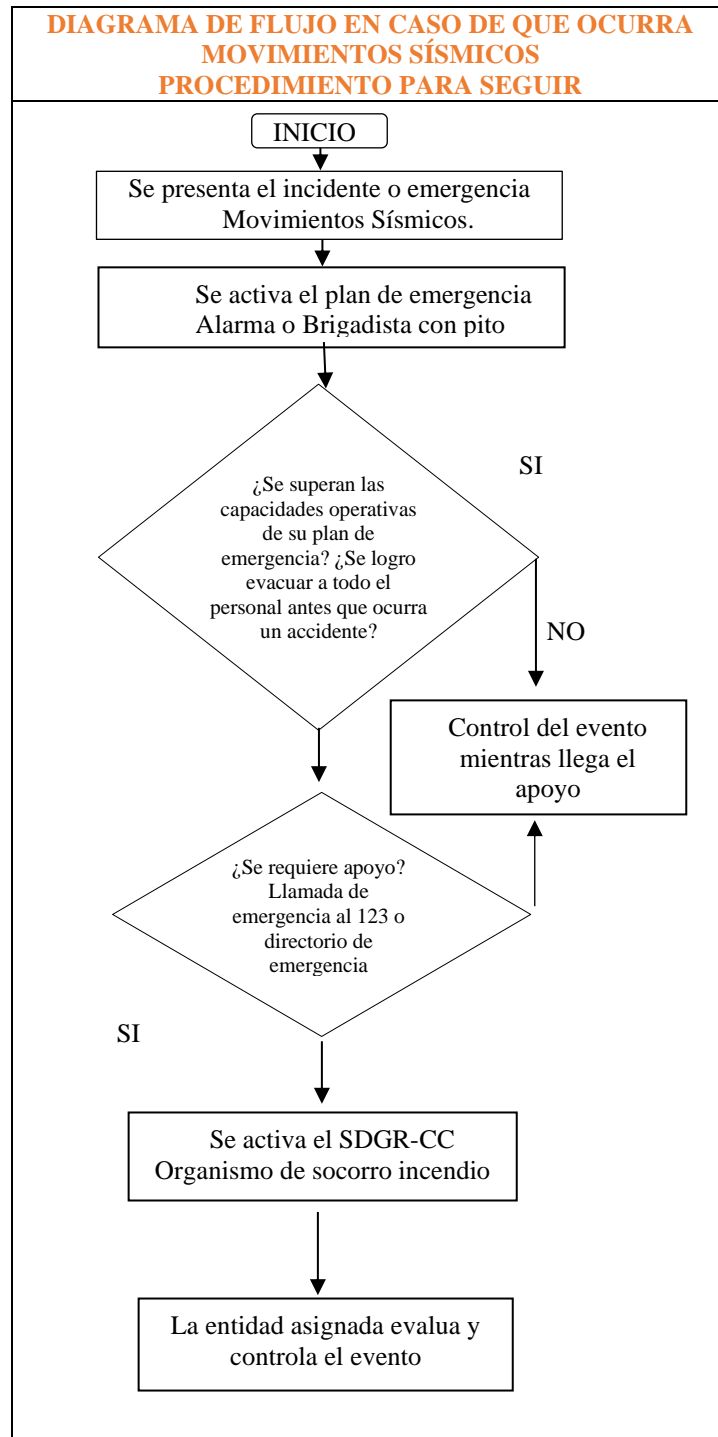 DIAGRAMA DE FLUJO EN CASO DE QUE OCURRA
MOVIMIENTOS SÍSMICOS
PROCEDIMIENTO PARA SEGUIR
INICIO
Se presenta el incidente o emergencia
Movimientos Sísmicos.
Se activa el plan de emergencia
Alarma o Brigadista con pito
SI
¿Se superan las
capacidades operativas
de su plan de
emergencia? ¿Se logro
evacuar a todo el
personal antes que ocurra
un accidente?
NO
Control del evento
mientras llega el
apoyo
¿Se requiere apoyo?
Llamada de
emergencia al 123 o
directorio de
emergencia
SI
Se activa el SDGR-CC
Organismo de socorro incendio
La entidad asignada evalua y
controla el evento